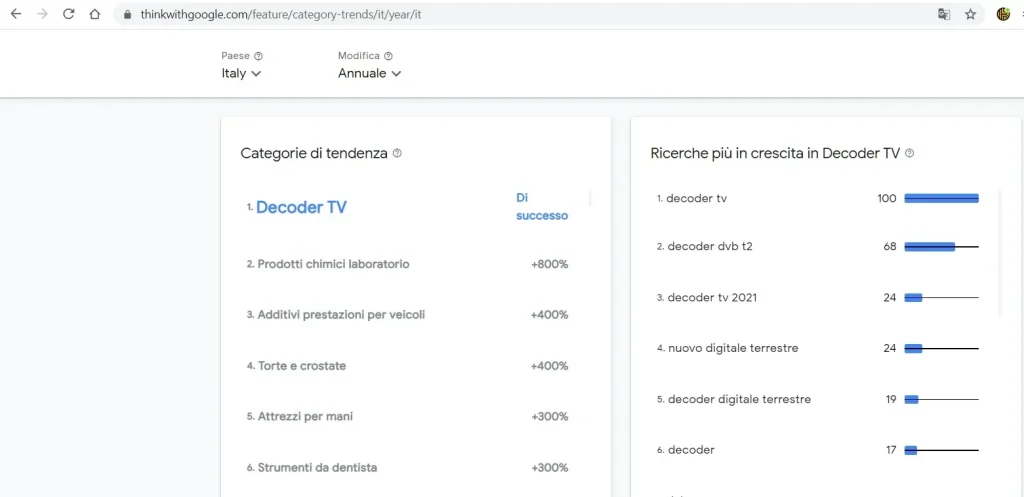 thinkwithgoogle.com/feature/category-trends/it/year/it
Paese
Modifica
Italy
Annuale
Categorie di tendenza
1. Decoder TV
Di
successo
2. Prodotti chimici laboratorio +800%
3. Additivi prestazioni per veicoli +400%
4. Torte e crostate +400%
5. Attrezzi per mani +300%
6. Strumenti da dentista +300%
Ricerche più in crescita in Decoder TV
1. decoder tv 100
2. decoder dvb t2 68
3. decoder tv 2021 24
4. nuovo digitale terrestre 24
5. decoder digitale terrestre 19
6. decoder 17